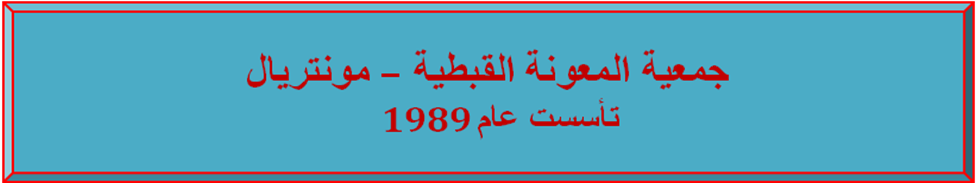 جمعية المعونة القبطية – مونتريال
تأسست عام 1989